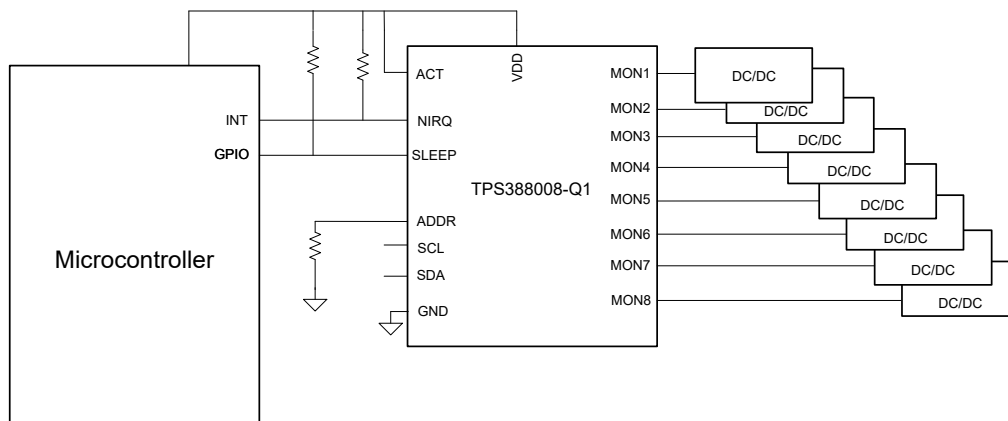 Microcontroller
INT
GPIO
VDD
ACT
NIRQ
SLEEP
ADDR
SCL
SDA
GND
TPS388008-Q1
MON1
MON2
MON3
MON4
MON5
MON6
MON7
MON8
DC/DC
DC/DC
DC/DC
DC/DC
DC/DC
DC/DC
DC/DC
DC/DC